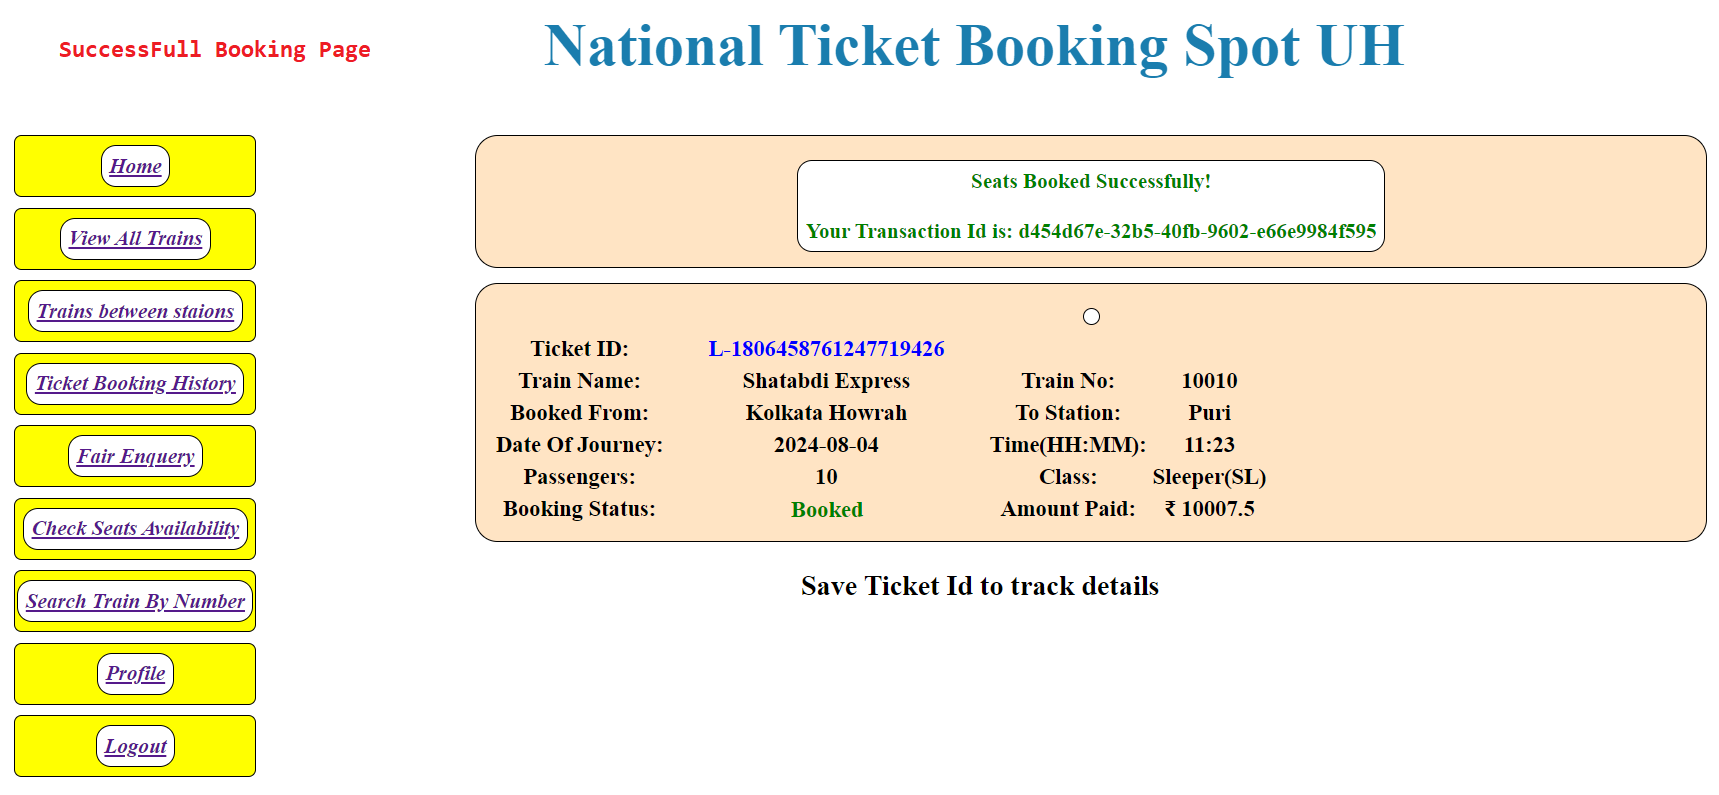 SuccessFull Booking Page
National Ticket Booking Spot UH
Home
View All Trains
Trains between staions
Ticket Booking History
Fair Enquery
Check Seats Availability
Search Train By Number
Profile
Logout
Seats Booked Successfully!
Your Transaction Id is: d454d67e-32b5-40fb-9602-e66e9984f595
Ticket ID: L-1806458761247719426
Train Name: Shatabdi Express Train No: 10010
Booked From: Kolkata Howrah To Station: Puri
Date Of Journey: 2024-08-04 Time(HH:MM): 11:23
Passengers: 10 Class: Sleeper(SL)
Booking Status: Booked Amount Paid: ₹ 10007.5
Save Ticket Id to track details